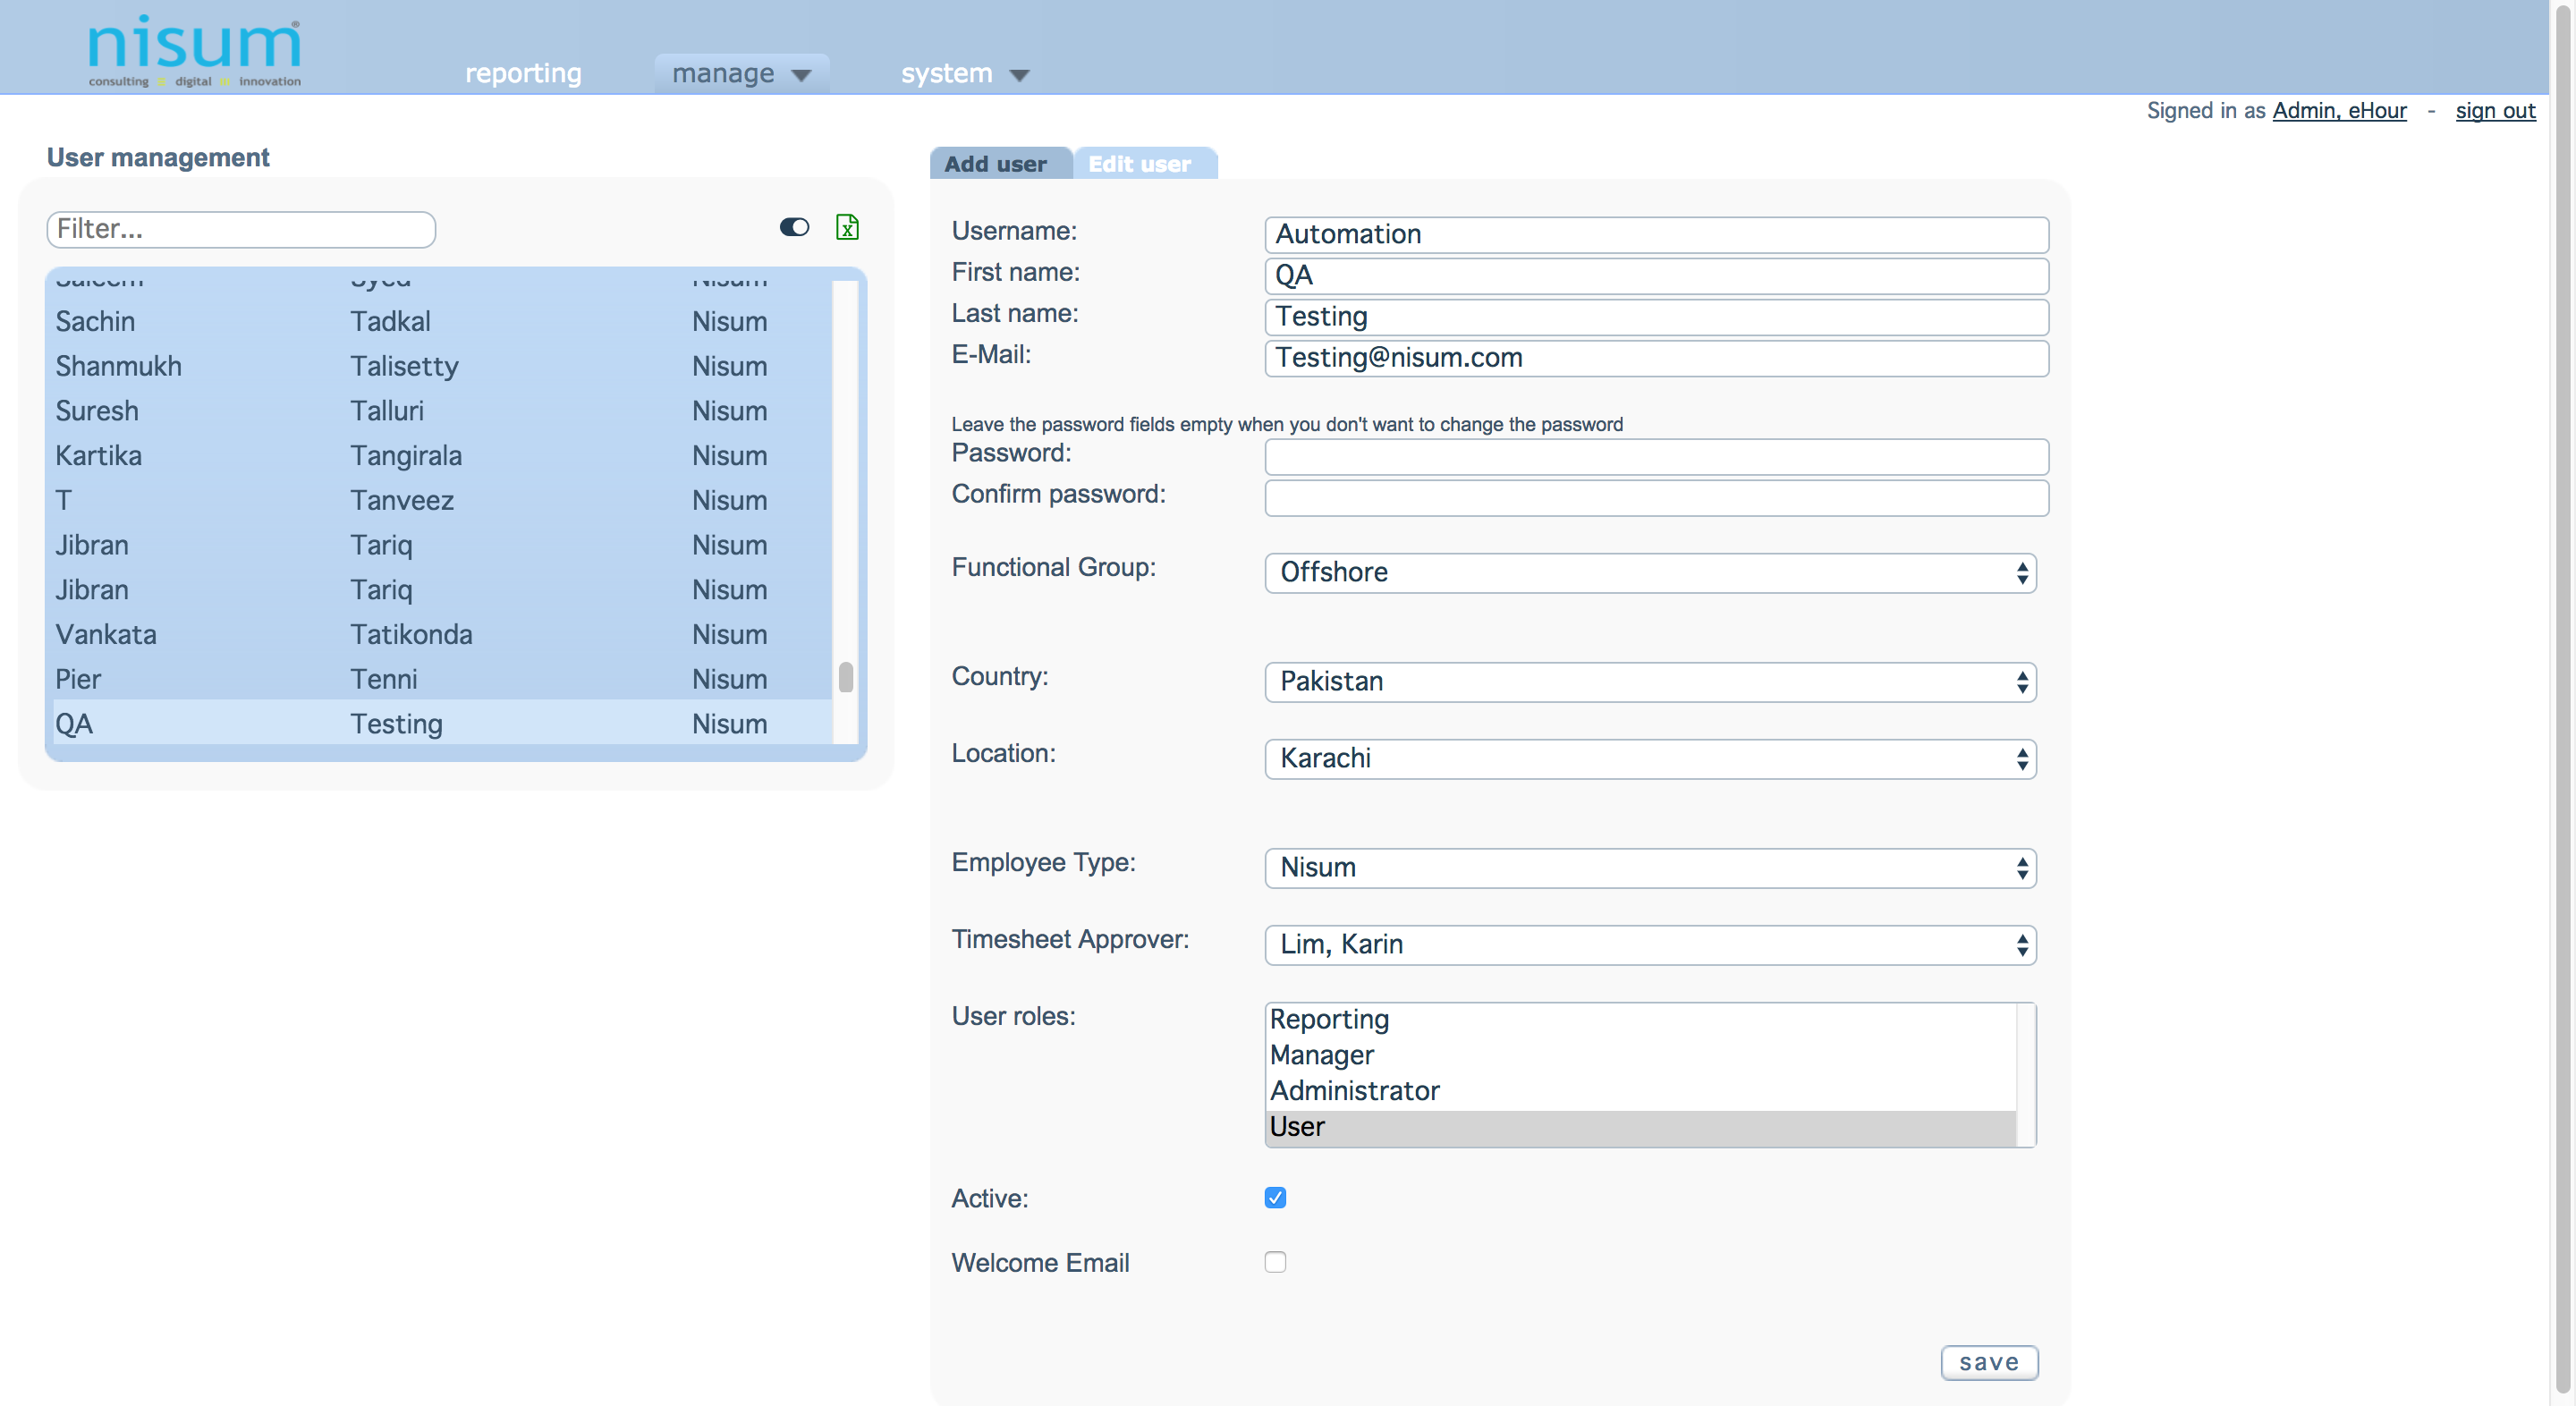 nisum®
consulting digital innovation
reporting
manage
system
Signed in as Admin, eHour - sign out
User management
Filter...
Saleem Syed Nisum
Sachin Tadkal Nisum
Shanmukh Talisetty Nisum
Suresh Talluri Nisum
Kartika Tangirala Nisum
T Tanveez Nisum
Jibran Tariq Nisum
Jibran Tariq Nisum
Vankata Tatikonda Nisum
Pier Tenni Nisum
QA Testing Nisum
Add user
Edit user
Username: Automation
First name: QA
Last name: Testing
E-Mail: Testing@nisum.com
Leave the password fields empty when you don't want to change the password
Password:
Confirm password:
Functional Group: Offshore
Country: Pakistan
Location: Karachi
Employee Type: Nisum
Timesheet Approver: Lim, Karin
User roles:
Reporting
Manager
Administrator
User
Active:
Welcome Email
save